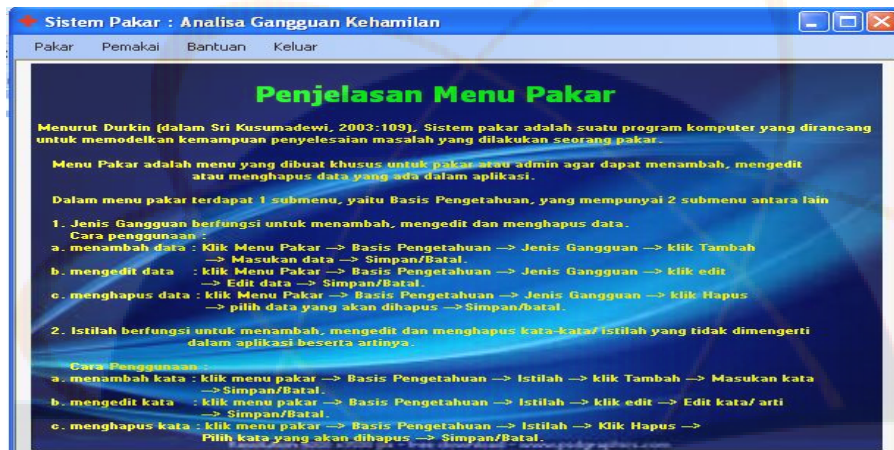 Sistem Pakar : Analisa Gangguan Kehamilan
Pakar Pemakai Bantuan Keluar
Penjelasan Menu Pakar
Menurut Durkin (dalam Sri Kusumadewi, 2003:109), Sistem pakar adalah suatu program komputer yang dirancang
untuk memodelkan kemampuan penyelesaian masalah yang dilakukan seorang pakar.
Menu Pakar adalah menu yang dibuat khusus untuk pakar atau admin agar dapat menambah, mengedit
atau menghapus data yang ada dalam aplikasi.
Dalam menu pakar terdapat 1 submenu, yaitu Basis Pengetahuan, yang mempunyai 2 submenu antara lain
1. Jenis Gangguan berfungsi untuk menambah, mengedit dan menghapus data.
Cara penggunaan :
a. menambah data : Klik Menu Pakar —> Basis Pengetahuan —> Jenis Gangguan —> klik Tambah
—> Masukan data —> Simpan/Batal.
b. mengedit data : klik Menu Pakar —> Basis Pengetahuan —> Jenis Gangguan —> klik edit
—> Edit data —> Simpan/Batal.
c. menghapus data : klik Menu Pakar —> Basis Pengetahuan —> Jenis Gangguan —> klik Hapus
—> pilih data yang akan dihapus —>Simpan/batal.
2. Istilah berfungsi untuk menambah, mengedit dan menghapus kata-kata/istilah yang tidak dimengerti
dalam aplikasi beserta artinya.
Cara Penggunaan :
a. menambah kata : klik menu pakar —> Basis Pengetahuan —> Istilah —> klik Tambah —> Masukan kata
—>Simpan/Batal.
b. mengedit kata : klik menu pakar —> Basis Pengetahuan —> Istilah —> klik edit —> Edit kata/ arti
—> Simpan/Batal.
c. menghapus kata : klik menu pakar —> Basis Pengetahuan —> Istilah —> Klik Hapus —>
Pilih kata yang akan dihapus —> Simpan/Batal.
free download - www.psdgraphics.com